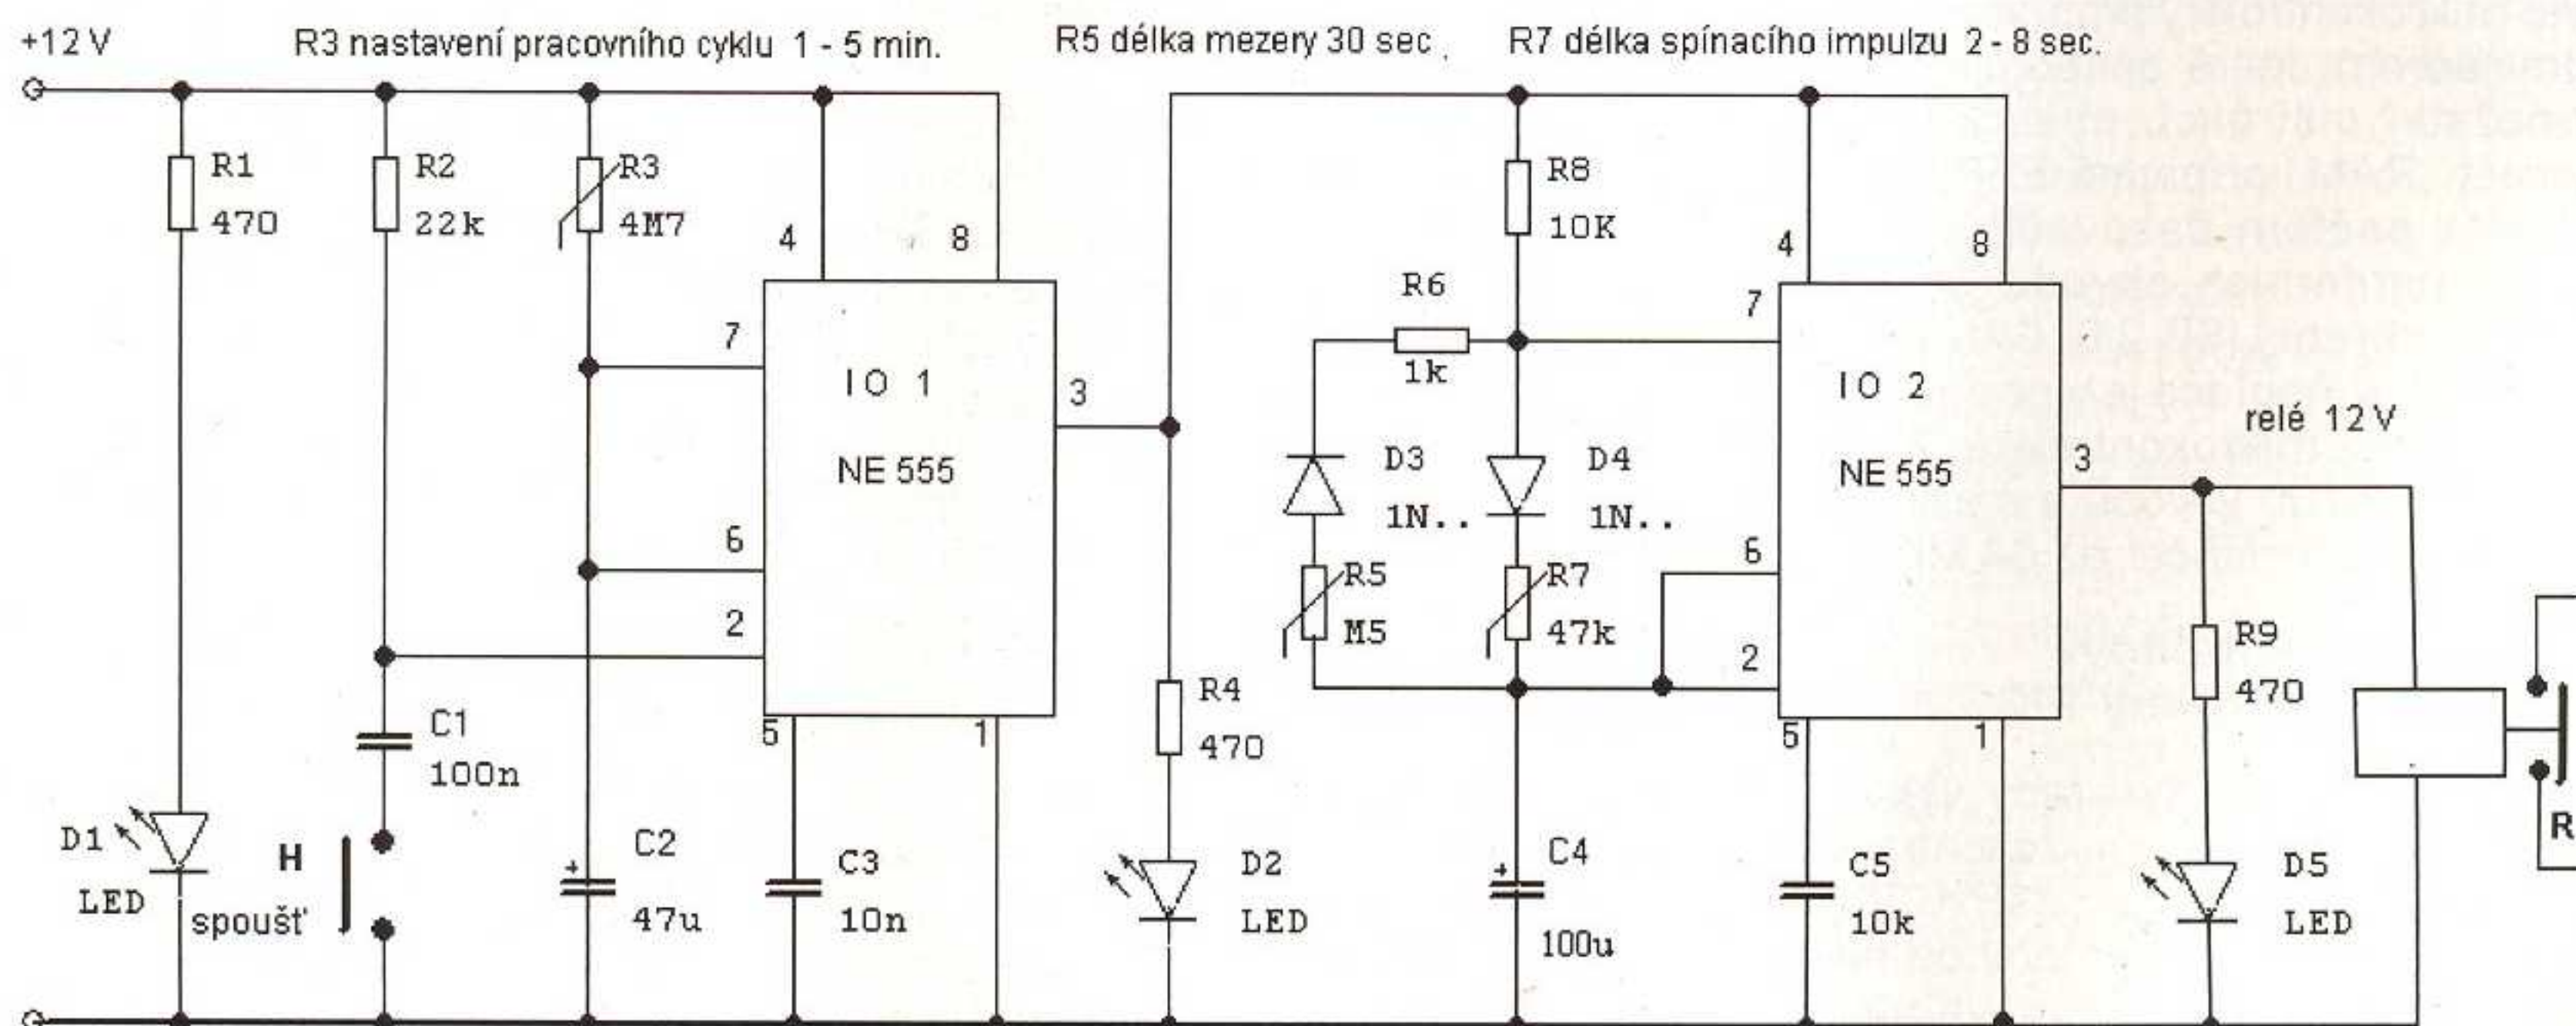 +12 V
R3 nastavení pracovního cyklu 1 - 5 min.
R5 délka mezery 30 sec.
R7 délka spínacího impulzu 2 - 8 sec.
R1
470
R2
22k
R3
4M7
4
8
7
IO 1
NE 555
3
6
2
5
1
C1
100n
D1
LED
H
spoušť
C2
47u
C3
10n
R4
470
D2
LED
R8
10K
R6
1k
D3
1N..
D4
1N..
R5
M5
R7
47k
4
8
7
IO 2
NE 555
6
2
5
1
3
relé 12 V
C4
100u
C5
10k
R9
470
D5
LED
R